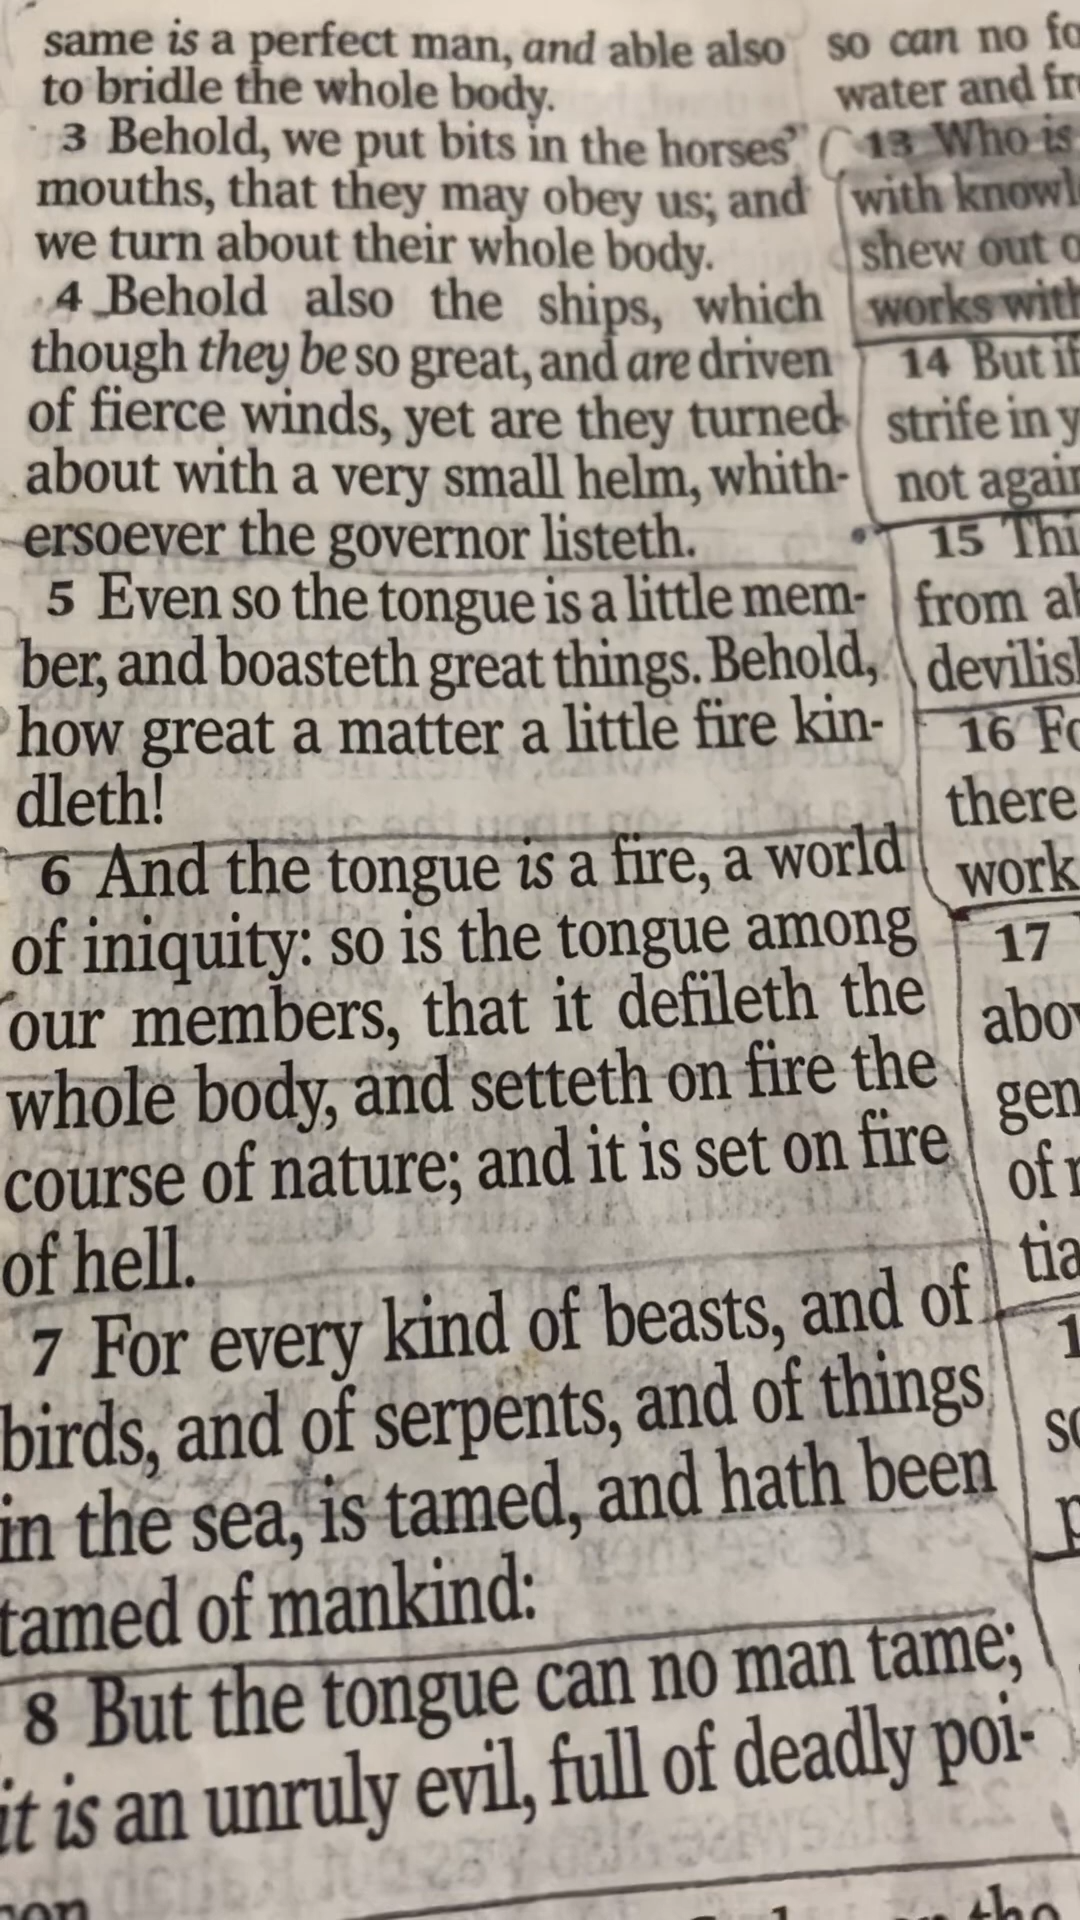 same is a perfect man, and able also
to bridle the whole body.
3 Behold, we put bits in the horses'
mouths, that they may obey us; and
we turn about their whole body.
4 Behold also the ships, which
though they be so great, and are driven
of fierce winds, yet are they turned
about with a very small helm, whith-
ersoever the governor listeth.
5 Even so the tongue is a little mem-
ber, and boasteth great things. Behold,
how great a matter a little fire kin-
dleth!
6 And the tongue is a fire, a world
of iniquity: so is the tongue among
our members, that it defileth the
whole body, and setteth on fire the
course of nature; and it is set on fire
of hell.
7 For every kind of beasts, and of
birds, and of serpents, and of things
in the sea, is tamed, and hath been
tamed of mankind:
8 But the tongue can no man tame;
it is an unruly evil, full of deadly poi-
so can no
water and
13 Who is
with
shew out
works with
14 But if
strife in
not
15
from
16
there
work
17
of